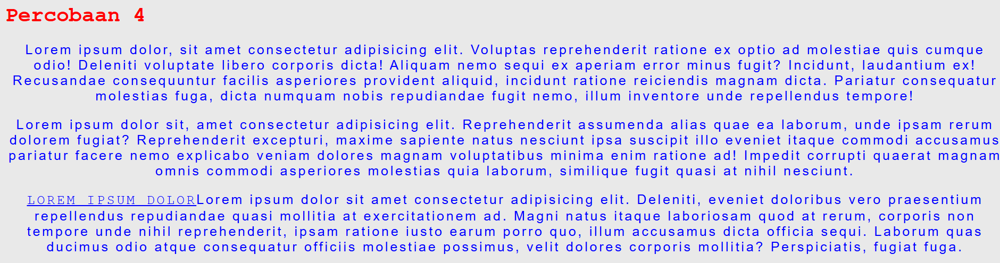 Percobaan 4
Lorem ipsum dolor, sit amet consectetur adipisicing elit. Voluptas reprehenderit ratione ex optio ad molestiae quis cumque
odio! Deleniti voluptate libero corporis dicta! Aliquam nemo sequi ex aperiam error minus fugit? Incidunt, laudantium ex!
Recusandae consequuntur facilis asperiores provident aliquid, incidunt ratione reiciendis magnam dicta. Pariatur consequatur
molestias fuga, dicta numquam nobis repudiandae fugit nemo, illum inventore unde repellendus tempore!
Lorem ipsum dolor sit, amet consectetur adipisicing elit. Reprehenderit assumenda alias quae ea laborum, unde ipsam rerum
dolorem fugiat? Reprehenderit excepturi, maxime sapiente natus nesciunt ipsa suscipit illo eveniet itaque commodi accusamus
pariatur facere nemo explicabo veniam dolores magnam voluptatibus minima enim ratione ad! Impedit corrupti quaerat magnam
omnis commodi asperiores molestias quia laborum, similique fugit quasi at nihil nesciunt.
LOREM IPSUM DOLORLorem ipsum dolor sit amet consectetur adipisicing elit. Deleniti, eveniet doloribus vero praesentium
repellendus repudiandae quasi mollitia at exercitationem ad. Magni natus itaque laboriosam quod at rerum, corporis non
tempore unde nihil reprehenderit, ipsam ratione iusto earum porro quo, illum accusamus dicta officia sequi. Laborum quas
ducimus odio atque consequatur officiis molestiae possimus, velit dolores corporis mollitia? Perspiciatis, fugiat fuga.